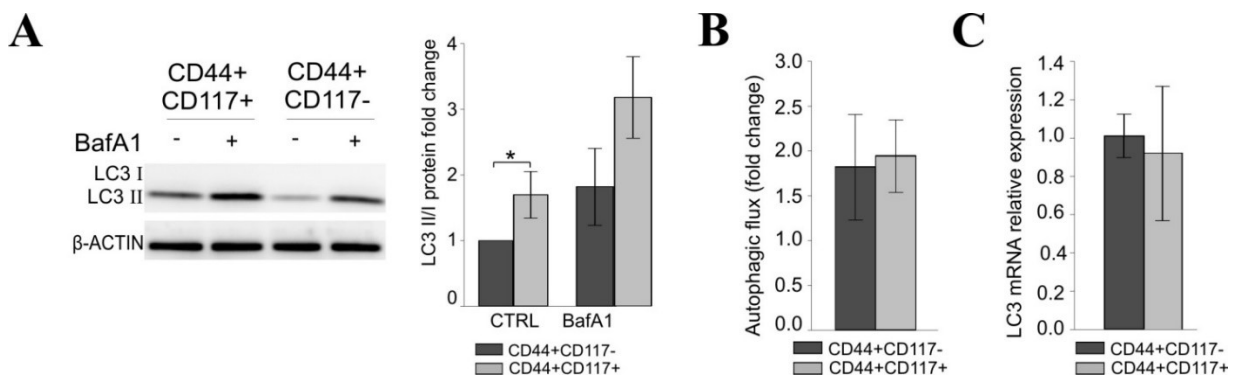 A
CD44+ CD44+
CD117+ CD117-
BafA1 - + - +
LC3 I
LC3 II
β-ACTIN
LC3 II/I protein fold change
4
3
2
1
0
*
CTRL BafA1
CD44+CD117-
CD44+CD117+
B
Autophagic flux (fold change)
3.0
2.5
2.0
1.5
1.0
0.5
0.0
CD44+CD117-
CD44+CD117+
C
LC3 mRNA relative expression
1.4
1.2
1.0
0.8
0.6
0.4
0.2
0.0
CD44+CD117-
CD44+CD117+